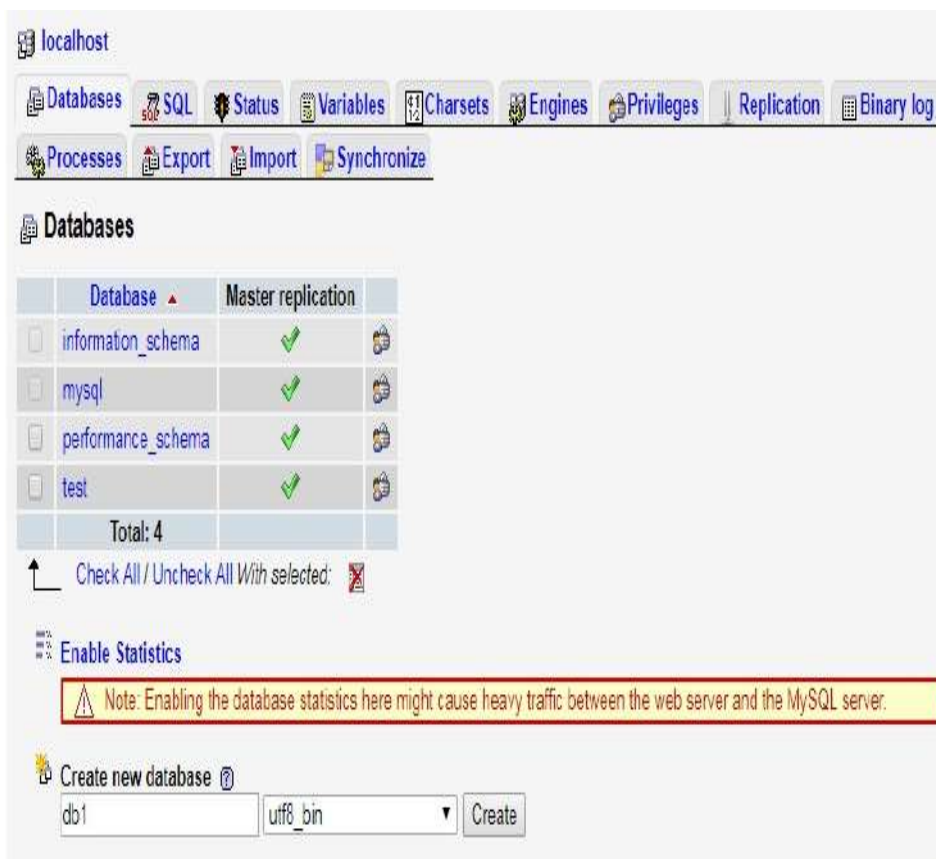 localhost
Databases SQL Status Variables Charsets Engines Privileges Replication Binary log
Processes Export Import Synchronize
Databases
Database Master replication
information_schema
mysql
performance_schema
test
Total: 4
Check All / Uncheck All With selected:
Enable Statistics
Note: Enabling the database statistics here might cause heavy traffic between the web server and the MySQL server.
Create new database
db1 utf8_bin Create